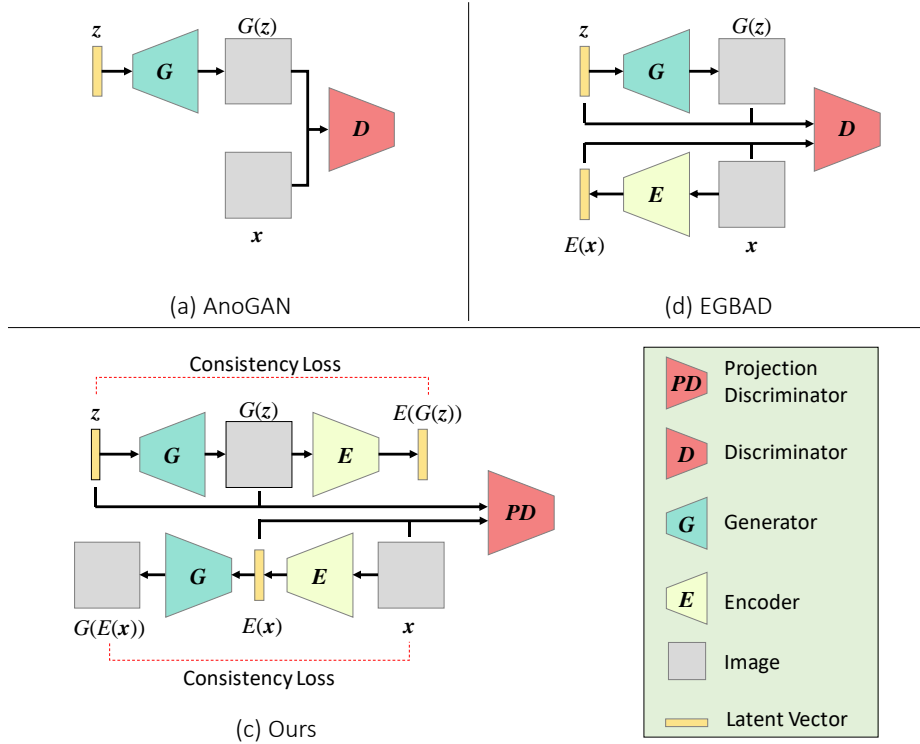 z
G(z)
G
D
x
(a) AnoGAN
z
G(z)
G
D
E
E(x)
x
(d) EGBAD
Consistency Loss
z
G(z)
E(G(z))
G
E
PD
G
E
G(E(x))
E(x)
x
Consistency Loss
(c) Ours
PD
Projection
Discriminator
D
Discriminator
G
Generator
E
Encoder
Image
Latent Vector